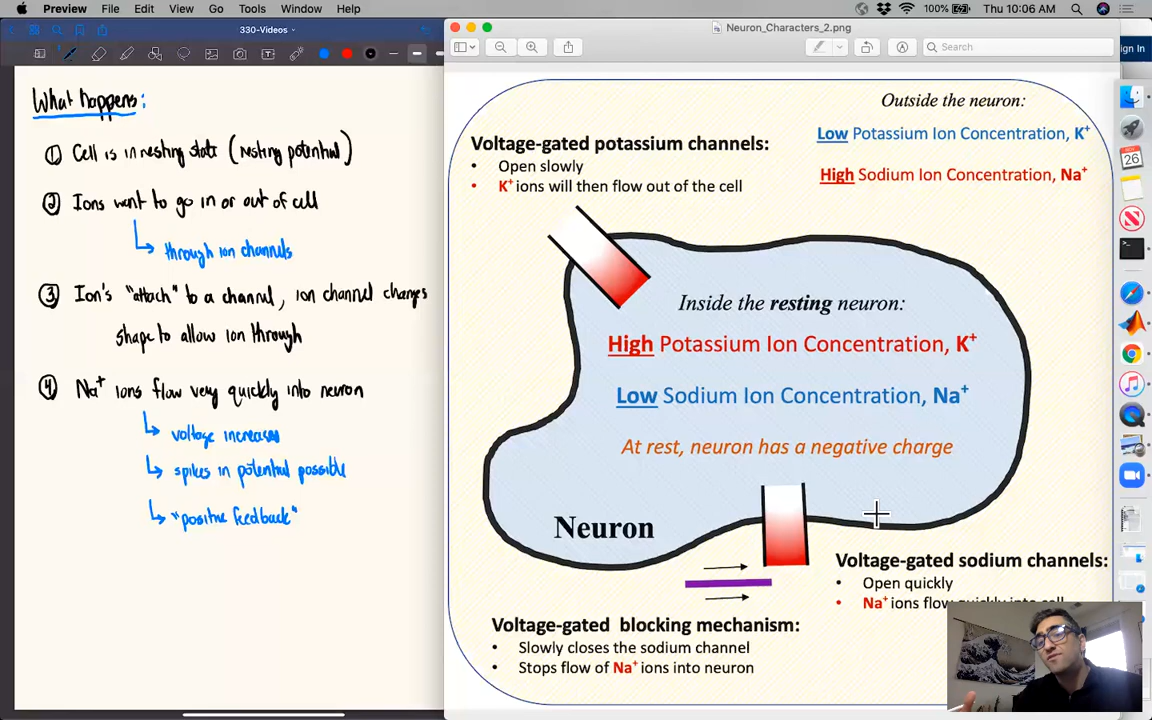 Preview File Edit View Go Tools Window Help
100% Thu 10:06 AM
330-Videos
Neuron_Characters_2.png
Search
Sign In
What happens:
① Cell is in resting state (resting potential)
② Ions want to go in or out of cell
through ion channels
③ Ion's "attach" to a channel, ion channel changes
shape to allow ion through
④ Na+ ions flow very quickly into neuron
voltage increases
spikes in potential possible
"positive feedback"
Outside the neuron:
Low Potassium Ion Concentration, K+
High Sodium Ion Concentration, Na+
Voltage-gated potassium channels:
• Open slowly
• K+ ions will then flow out of the cell
Inside the resting neuron:
High Potassium Ion Concentration, K+
Low Sodium Ion Concentration, Na+
At rest, neuron has a negative charge
Neuron
Voltage-gated sodium channels:
• Open quickly
• Na+ ions flow quickly into cell
Voltage-gated blocking mechanism:
• Slowly closes the sodium channel
• Stops flow of Na+ ions into neuron
26